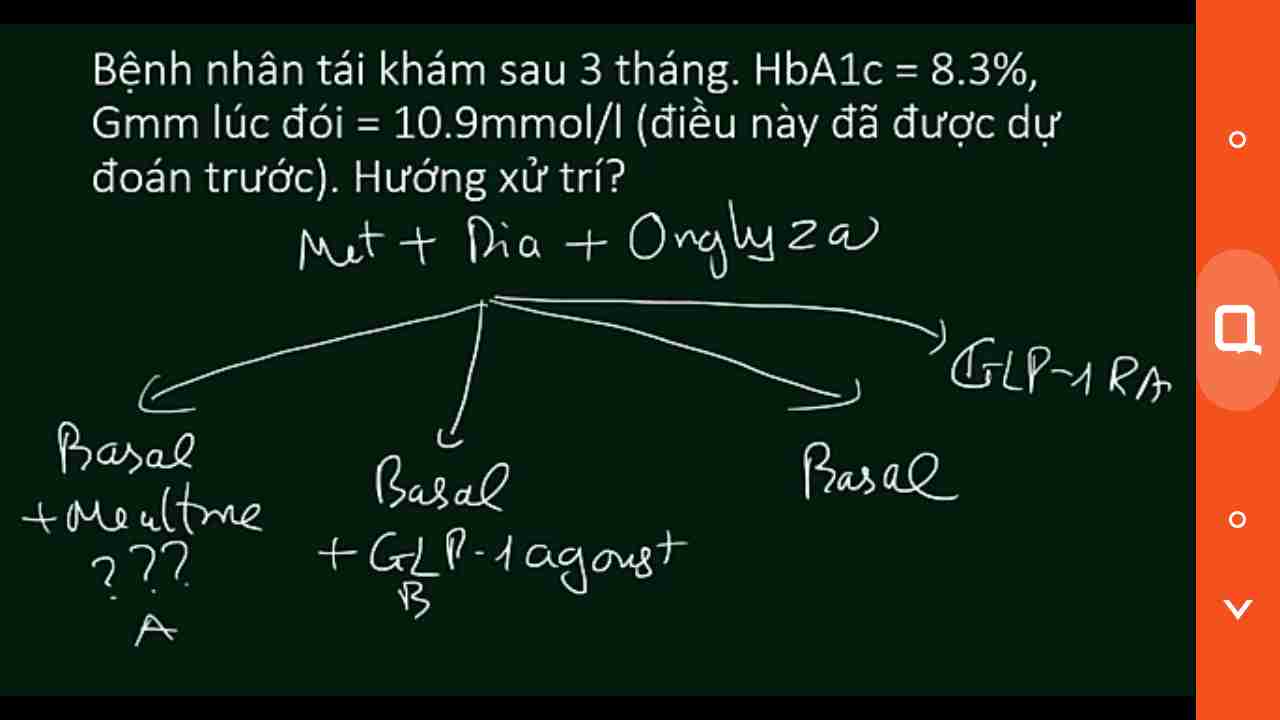 Bệnh nhân tái khám sau 3 tháng. HbA1c = 8.3%,
Gmm lúc đói = 10.9mmol/l (điều này đã được dự
đoán trước). Hướng xử trí?
Met + Dia + Onglyza
GLP-1 RA
Basal
+ Mealtme
???
A
Basal
+ GLP-1 agonist
B
Basal